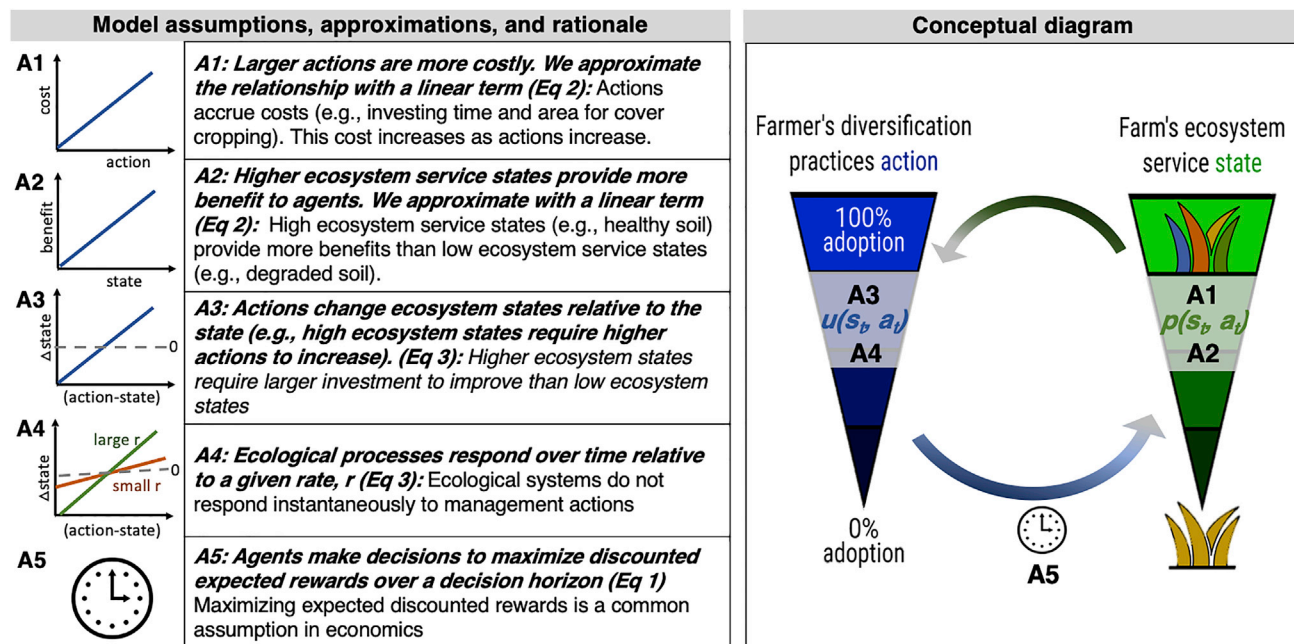 Model assumptions, approximations, and rationale
A1
cost
action
A1: Larger actions are more costly. We approximate
the relationship with a linear term (Eq 2): Actions
accrue costs (e.g., investing time and area for cover
cropping). This cost increases as actions increase.
A2
benefit
state
A2: Higher ecosystem service states provide more
benefit to agents. We approximate with a linear term
(Eq 2): High ecosystem service states (e.g., healthy soil)
provide more benefits than low ecosystem service states
(e.g., degraded soil).
A3
Δstate
0
(action-state)
A3: Actions change ecosystem states relative to the
state (e.g., high ecosystem states require higher
actions to increase). (Eq 3): Higher ecosystem states
require larger investment to improve than low ecosystem
states
A4
Δstate
large r
0
small r
(action-state)
A4: Ecological processes respond over time relative
to a given rate, r (Eq 3): Ecological systems do not
respond instantaneously to management actions
A5
A5: Agents make decisions to maximize discounted
expected rewards over a decision horizon (Eq 1)
Maximizing expected discounted rewards is a common
assumption in economics
Conceptual diagram
Farmer's diversification
practices action
100%
adoption
A3
u(sₜ, aₜ)
A4
0%
adoption
Farm's ecosystem
service state
A1
p(sₜ, aₜ)
A2
A5